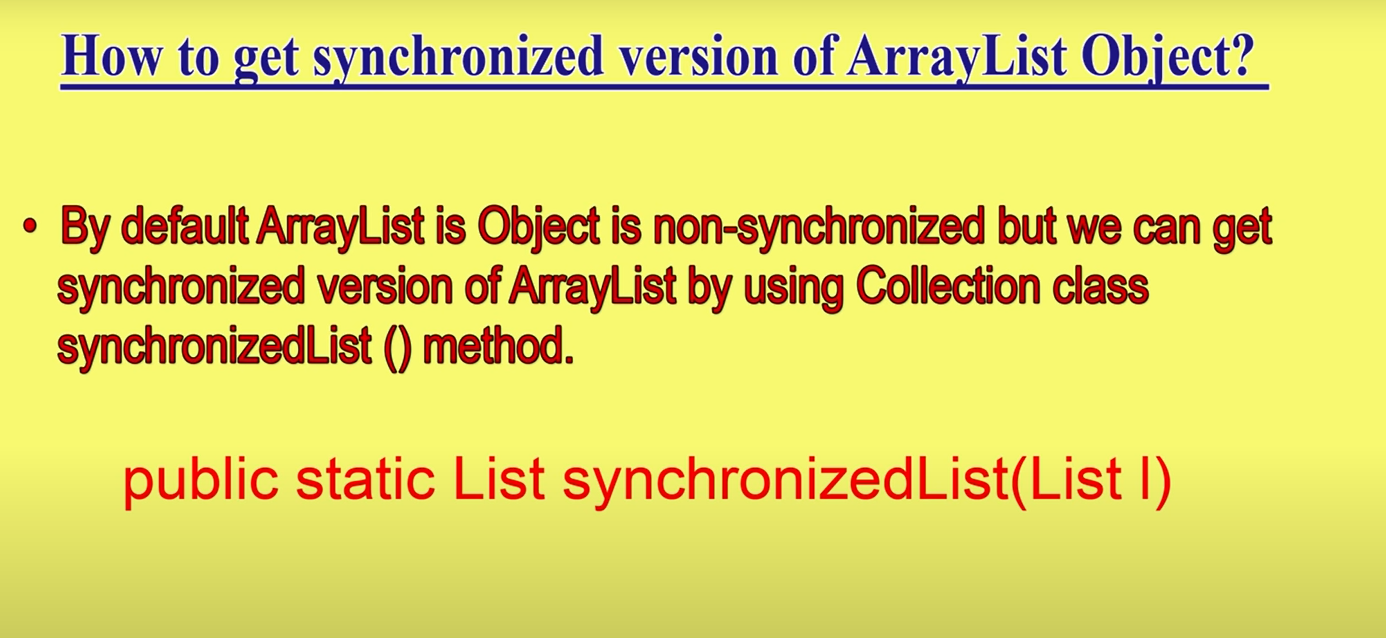 How to get synchronized version of ArrayList Object?
• By default ArrayList is Object is non-synchronized but we can get
synchronized version of ArrayList by using Collection class
synchronizedList () method.
public static List synchronizedList(List l)